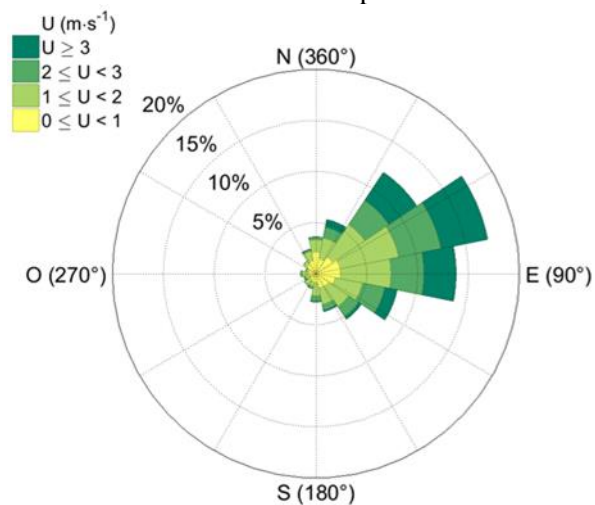 U (m·s⁻¹)
U ≥ 3
2 ≤ U < 3
1 ≤ U < 2
0 ≤ U < 1
N (360°)
20%
15%
10%
5%
O (270°)
E (90°)
S (180°)